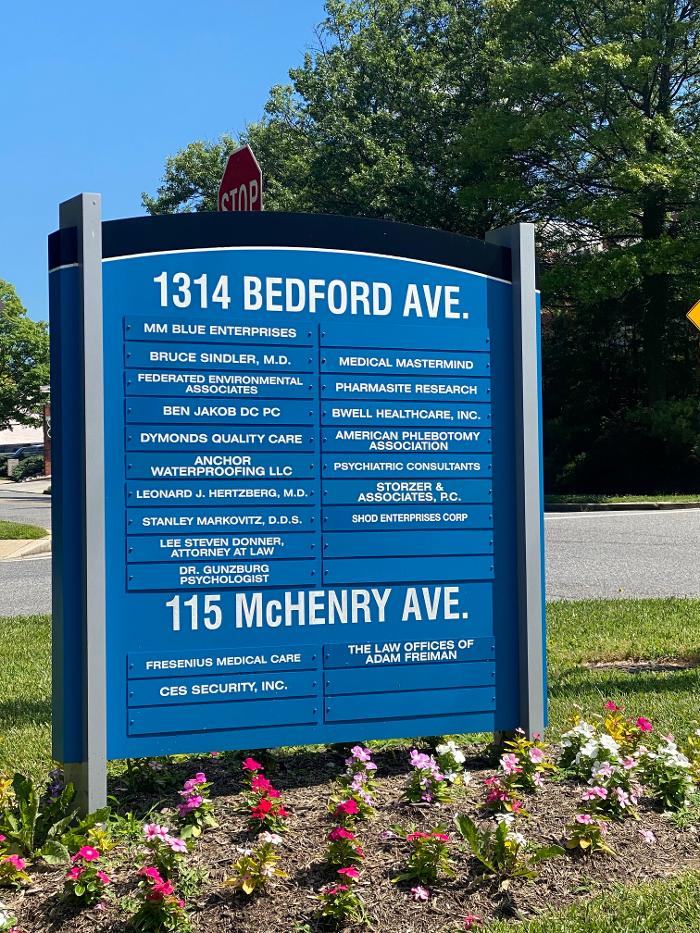 STOP
1314 BEDFORD AVE.
MM BLUE ENTERPRISES
BRUCE SINDLER, M.D.
FEDERATED ENVIRONMENTAL
ASSOCIATES
BEN JAKOB DC PC
DYMONDS QUALITY CARE
ANCHOR
WATERPROOFING LLC
LEONARD J. HERTZBERG, M.D.
STANLEY MARKOVITZ, D.D.S.
LEE STEVEN DONNER,
ATTORNEY AT LAW
DR. GUNZBURG
PSYCHOLOGIST
MEDICAL MASTERMIND
PHARMASITE RESEARCH
BWELL HEALTHCARE, INC.
AMERICAN PHLEBOTOMY
ASSOCIATION
PSYCHIATRIC CONSULTANTS
STORZER &
ASSOCIATES, P.C.
SHOD ENTERPRISES CORP
115 McHENRY AVE.
FRESENIUS MEDICAL CARE
CES SECURITY, INC.
THE LAW OFFICES OF
ADAM FREIMAN